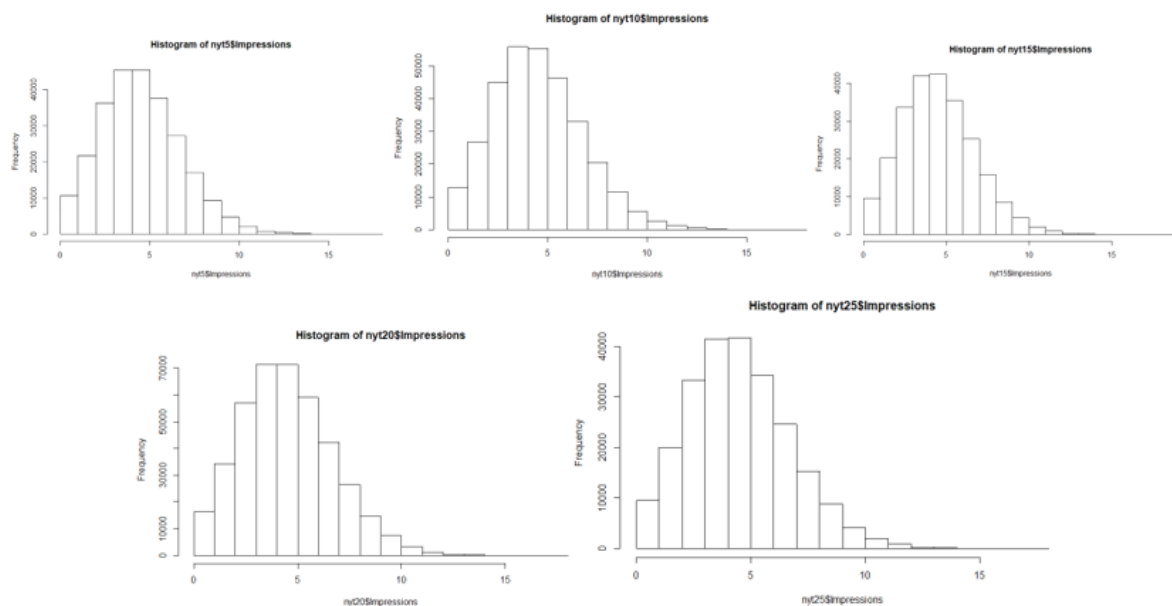 Histogram of nyt5$Impressions
Frequency
0
10000
20000
30000
40000
0 5 10 15
nyt5$Impressions
Histogram of nyt10$Impressions
Frequency
0
10000
20000
30000
40000
50000
0 5 10 15
nyt10$Impressions
Histogram of nyt15$Impressions
Frequency
0
10000
20000
30000
40000
0 5 10 15
nyt15$Impressions
Histogram of nyt20$Impressions
Frequency
0
10000
30000
50000
70000
0 5 10 15
nyt20$Impressions
Histogram of nyt25$Impressions
Frequency
0
10000
20000
30000
40000
0 5 10 15
nyt25$Impressions